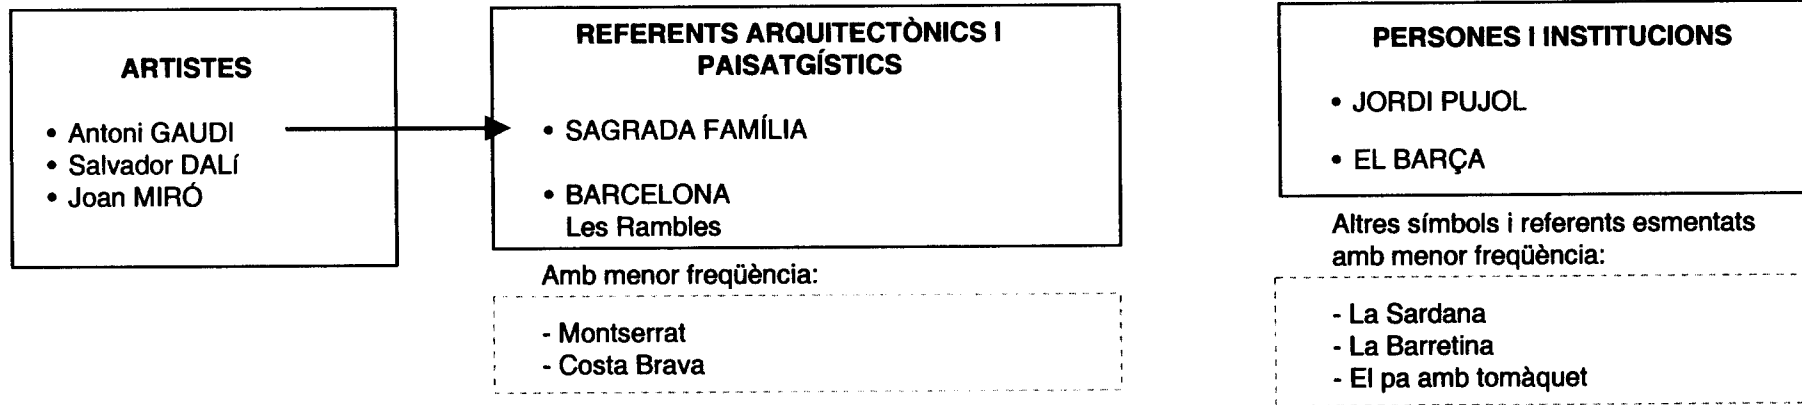 ARTISTES
• Antoni GAUDI
• Salvador DALí
• Joan MIRÓ
REFERENTS ARQUITECTÒNICS I
PAISATGÍSTICS
• SAGRADA FAMÍLIA
• BARCELONA
Les Rambles
Amb menor freqüència:
- Montserrat
- Costa Brava
PERSONES I INSTITUCIONS
• JORDI PUJOL
• EL BARÇA
Altres símbols i referents esmentats
amb menor freqüència:
- La Sardana
- La Barretina
- El pa amb tomàquet